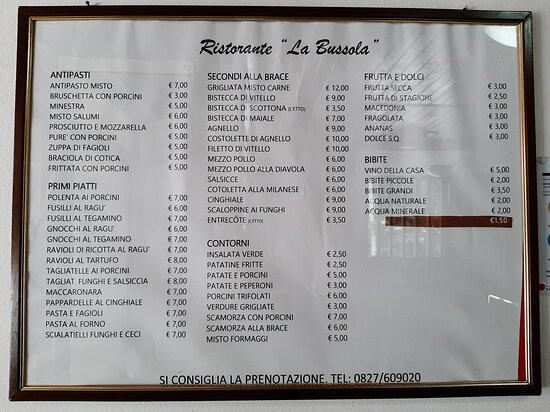 Ristorante “La Bussola”
ANTIPASTI
ANTIPASTO MISTO € 7,00
BRUSCHETTA CON PORCINI € 3,00
MINESTRA € 5,00
MISTO SALUMI € 6,00
PROSCIUTTO E MOZZARELLA € 6,00
PURE' CON PORCINI € 5,00
ZUPPA DI FAGIOLI € 5,00
BRACIOLA DI COTICA € 5,00
FRITTATA CON PORCINI € 5,00
PRIMI PIATTI
POLENTA AI PORCINI € 7,00
FUSILLI AL RAGU' € 6,00
FUSILLI AL TEGAMINO € 7,00
GNOCCHI AL RAGU' € 6,00
GNOCCHI AL TEGAMINO € 7,00
RAVIOLI DI RICOTTA AL RAGU' € 7,00
RAVIOLI AL TARTUFO € 8,00
TAGLIATELLE AI PORCINI € 7,00
TAGLIAT. FUNGHI E SALSICCIA € 8,00
MACCARONARA € 7,00
PAPPARDELLE AL CINGHIALE € 7,00
PASTA E FAGIOLI € 7,00
PASTA AL FORNO € 7,00
SCIALATIELLI FUNGHI E CECI € 7,00
SECONDI ALLA BRACE
GRIGLIATA MISTO CARNE € 12,00
BISTECCA DI VITELLO € 9,00
BISTECCA DI SCOTTONA (L'ETTO) € 3,50
BISTECCA DI MAIALE € 7,00
AGNELLO € 9,00
COSTOLETTE DI AGNELLO € 10,00
FILETTO DI VITELLO € 10,00
MEZZO POLLO € 6,00
MEZZO POLLO ALLA DIAVOLA € 6,00
SALSICCE € 6,00
COTOLETTA ALLA MILANESE € 6,00
CINGHIALE € 9,00
SCALOPPINE AI FUNGHI € 9,00
ENTRECÔTE (L'ETTO) € 3,50
CONTORNI
INSALATA VERDE € 2,50
PATATINE FRITTE € 2,50
PATATE E PORCINI € 5,00
PATATE E PEPERONI € 3,00
PORCINI TRIFOLATI € 6,00
VERDURE GRIGLIATE € 3,00
SCAMORZA CON PORCINI € 7,00
SCAMORZA ALLA BRACE € 6,00
MISTO FORMAGGI € 5,00
FRUTTA E DOLCI
FRUTTA SECCA € 3,00
FRUTTA DI STAGIONE € 2,50
MACEDONIA € 3,00
FRAGOLATA € 3,00
ANANAS € 3,00
DOLCE S.Q. € 3,00
BIBITE
VINO DELLA CASA € 5,00
BIBITE PICCOLE € 2,00
BIBITE GRANDI € 3,50
ACQUA NATURALE € 2,00
ACQUA MINERALE € 2,00
€1,50
SI CONSIGLIA LA PRENOTAZIONE. TEL: 0827/609020